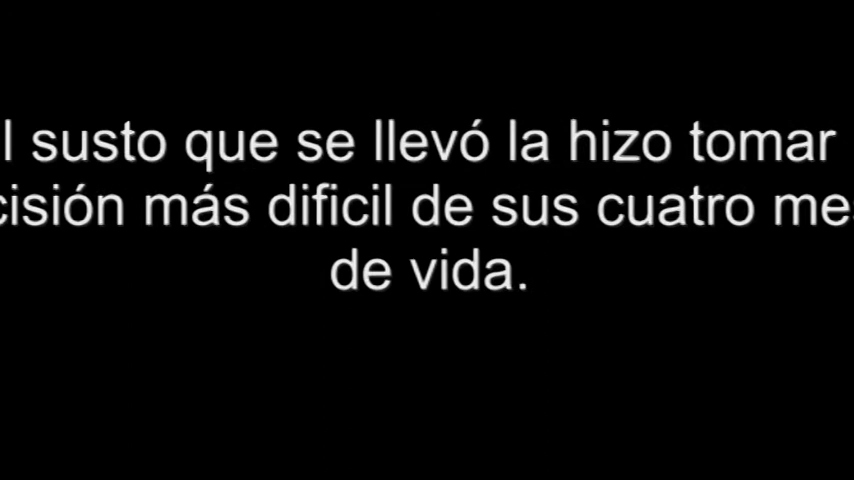 l susto que se llevó la hizo tomar
cisión más dificil de sus cuatro me
de vida.